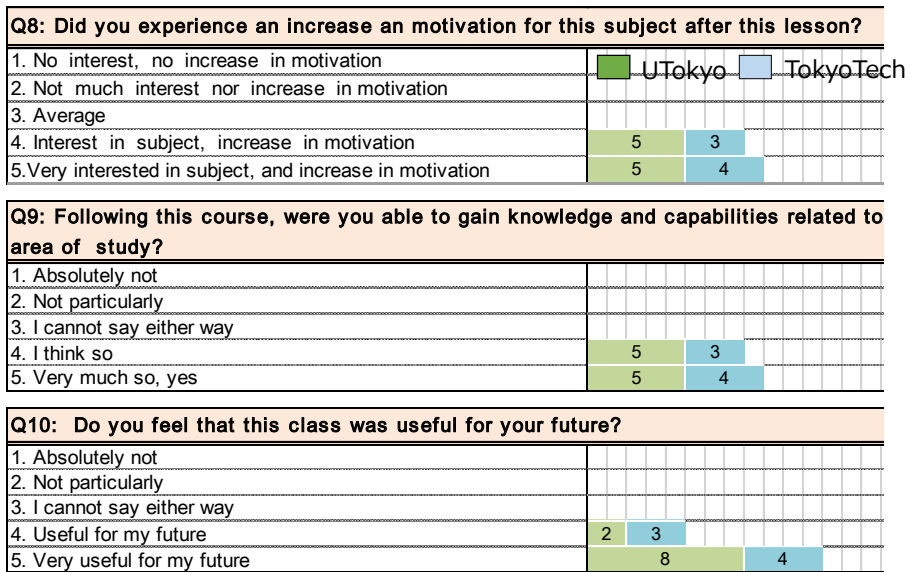 Q8: Did you experience an increase an motivation for this subject after this lesson?
1. No interest, no increase in motivation
UTokyo TokyoTech
2. Not much interest nor increase in motivation
3. Average
4. Interest in subject, increase in motivation 5 3
5.Very interested in subject, and increase in motivation 5 4
Q9: Following this course, were you able to gain knowledge and capabilities related to
area of study?
1. Absolutely not
2. Not particularly
3. I cannot say either way
4. I think so 5 3
5. Very much so, yes 5 4
Q10: Do you feel that this class was useful for your future?
1. Absolutely not
2. Not particularly
3. I cannot say either way
4. Useful for my future 2 3
5. Very useful for my future 8 4